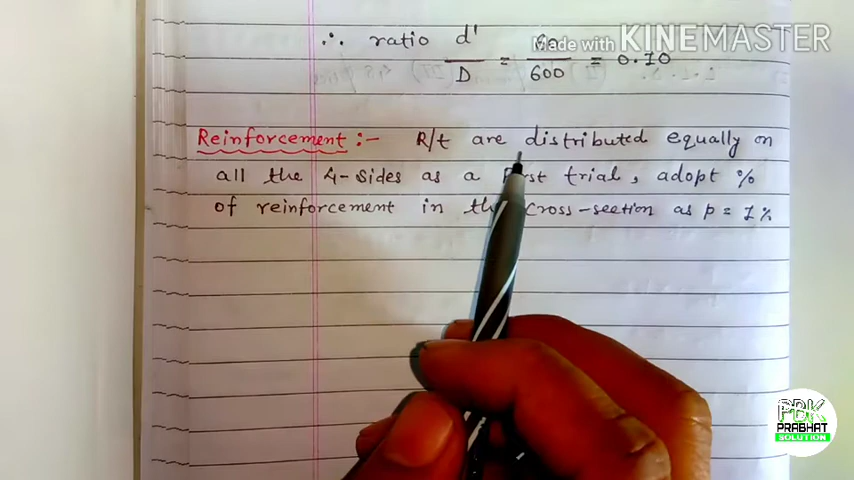 ∴ ratio d'/D = 60/600 = 0.10
Made with KINEMASTER
Reinforcement :- R/t are distributed equally on
all the 4-sides as a first trial, adopt %
of reinforcement in the cross-section as p = 1%
PBK
PRABHAT
SOLUTION